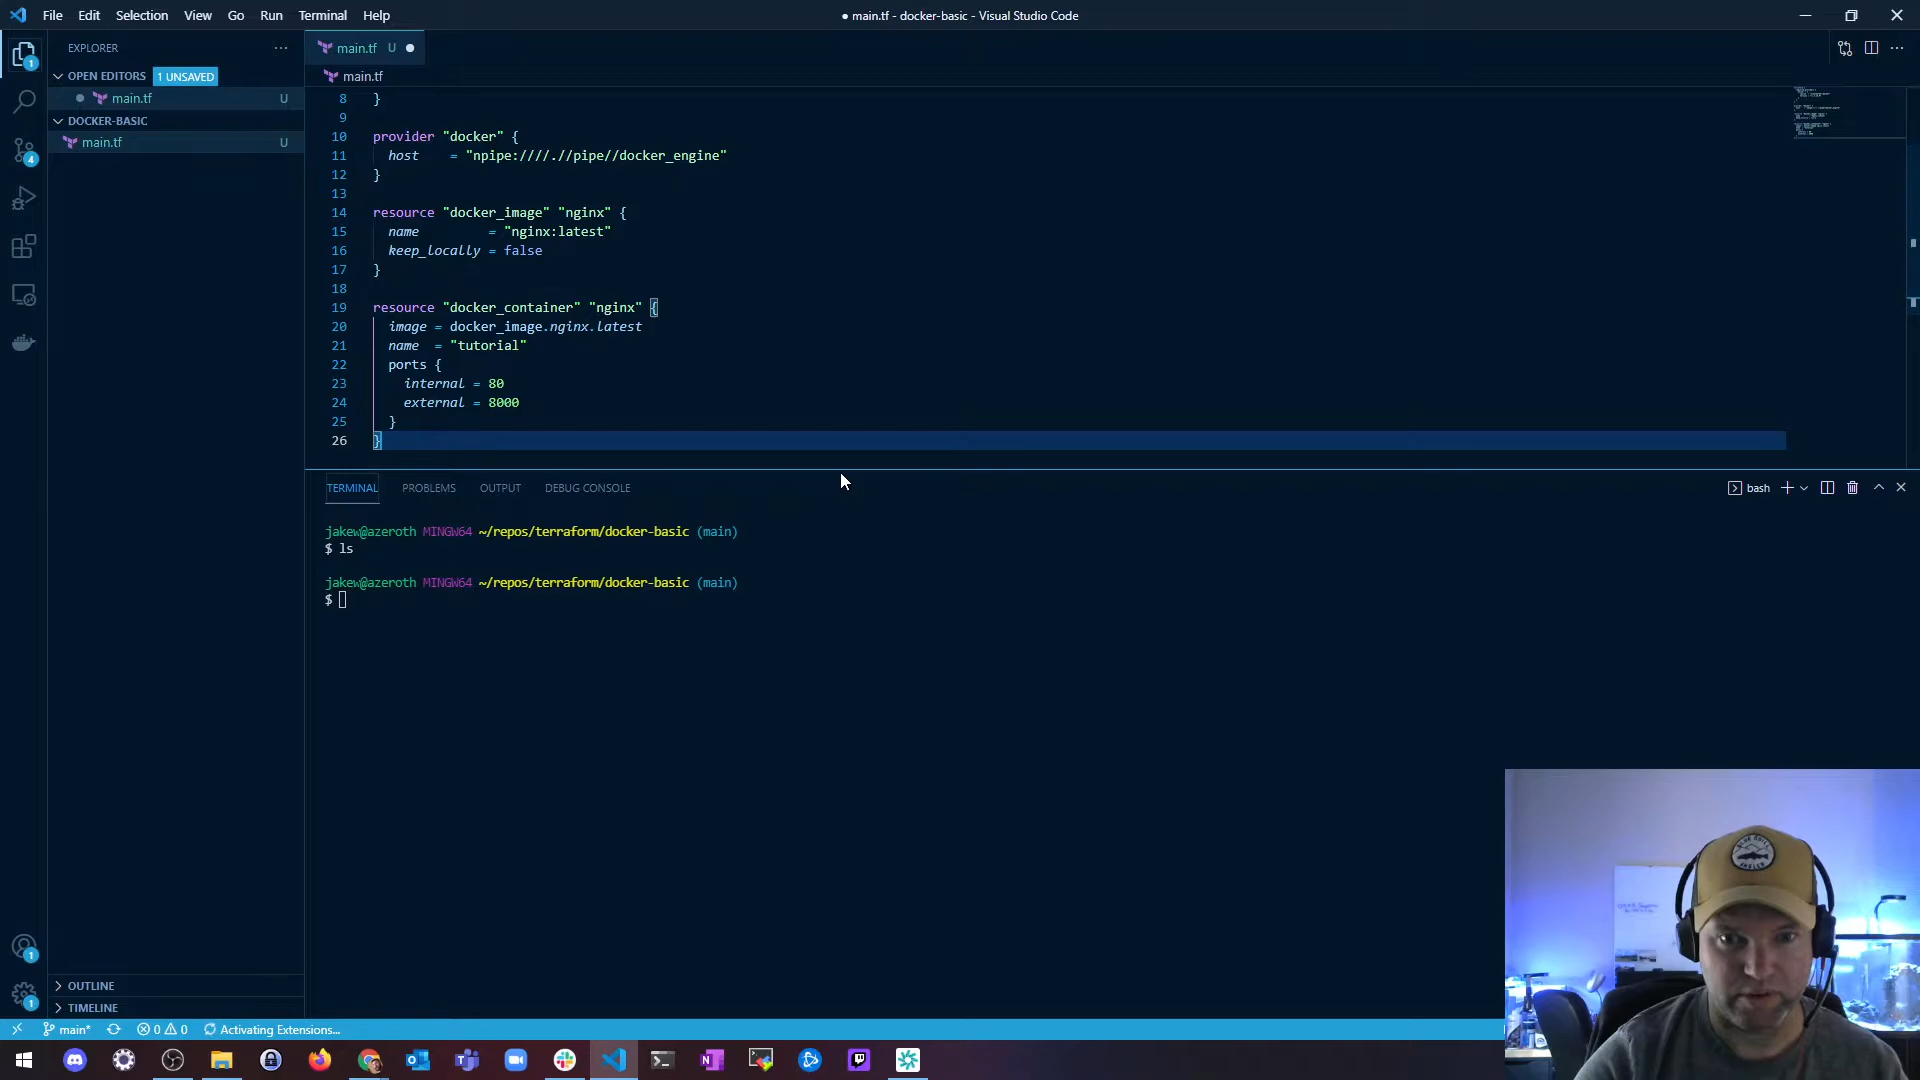 File Edit Selection View Go Run Terminal Help
● main.tf - docker-basic - Visual Studio Code
EXPLORER
OPEN EDITORS 1 UNSAVED
main.tf U
DOCKER-BASIC
main.tf U
OUTLINE
TIMELINE
main.tf U
main.tf
8 }
9
10 provider "docker" {
11 host = "npipe:////.//pipe//docker_engine"
12 }
13
14 resource "docker_image" "nginx" {
15 name = "nginx:latest"
16 keep_locally = false
17 }
18
19 resource "docker_container" "nginx" {
20 image = docker_image.nginx.latest
21 name = "tutorial"
22 ports {
23 internal = 80
24 external = 8000
25 }
26 }
TERMINAL PROBLEMS OUTPUT DEBUG CONSOLE
bash
jakew@azeroth MINGW64 ~/repos/terraform/docker-basic (main)
$ ls
jakew@azeroth MINGW64 ~/repos/terraform/docker-basic (main)
$
1
4
1
1
main* 0 0 Activating Extensions...